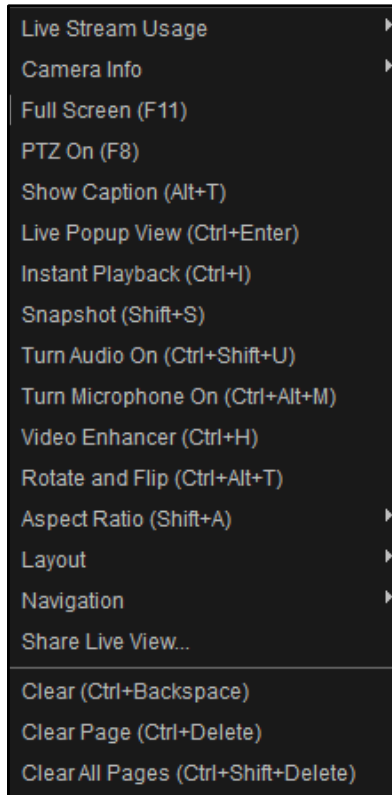 Live Stream Usage
Camera Info
Full Screen (F11)
PTZ On (F8)
Show Caption (Alt+T)
Live Popup View (Ctrl+Enter)
Instant Playback (Ctrl+I)
Snapshot (Shift+S)
Turn Audio On (Ctrl+Shift+U)
Turn Microphone On (Ctrl+Alt+M)
Video Enhancer (Ctrl+H)
Rotate and Flip (Ctrl+Alt+T)
Aspect Ratio (Shift+A)
Layout
Navigation
Share Live View...
Clear (Ctrl+Backspace)
Clear Page (Ctrl+Delete)
Clear All Pages (Ctrl+Shift+Delete)